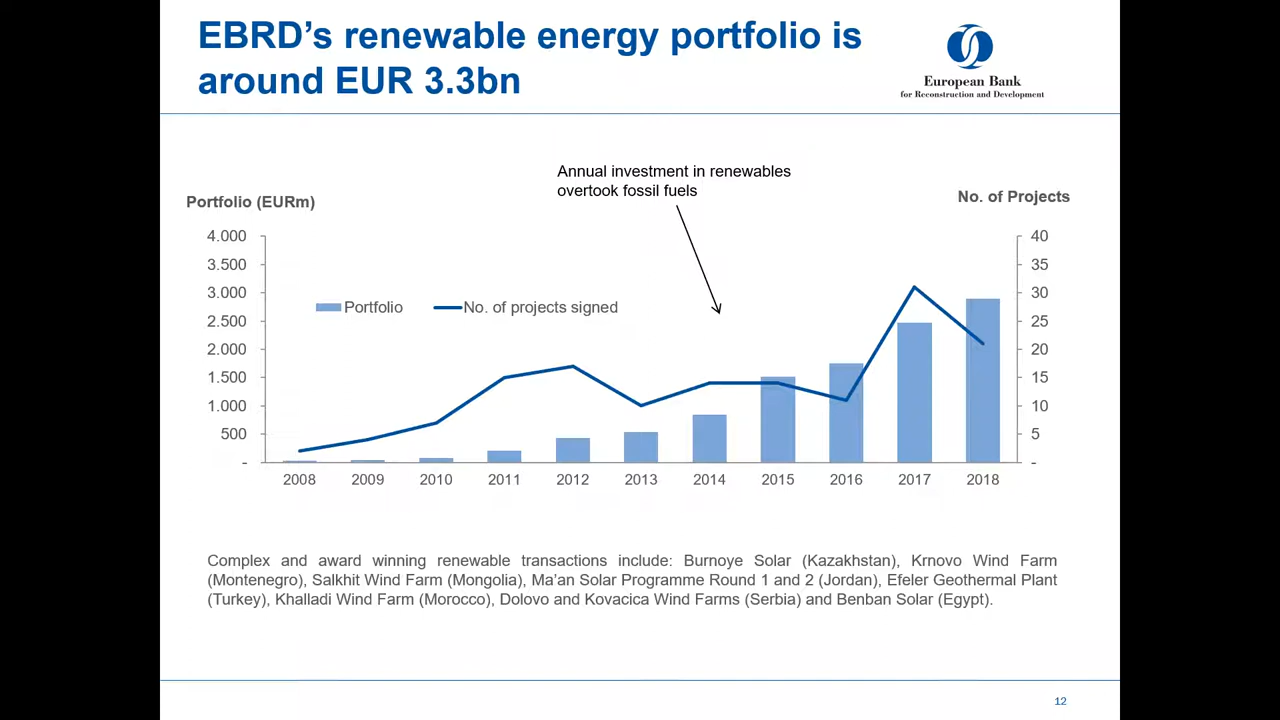 EBRD’s renewable energy portfolio is
around EUR 3.3bn
European Bank
for Reconstruction and Development
Annual investment in renewables
overtook fossil fuels
Portfolio (EURm)
No. of Projects
4.000
3.500
3.000
2.500
2.000
1.500
1.000
500
-
40
35
30
25
20
15
10
5
-
Portfolio
No. of projects signed
2008 2009 2010 2011 2012 2013 2014 2015 2016 2017 2018
Complex and award winning renewable transactions include: Burnoye Solar (Kazakhstan), Krnovo Wind Farm
(Montenegro), Salkhit Wind Farm (Mongolia), Ma’an Solar Programme Round 1 and 2 (Jordan), Efeler Geothermal Plant
(Turkey), Khalladi Wind Farm (Morocco), Dolovo and Kovacica Wind Farms (Serbia) and Benban Solar (Egypt).
12